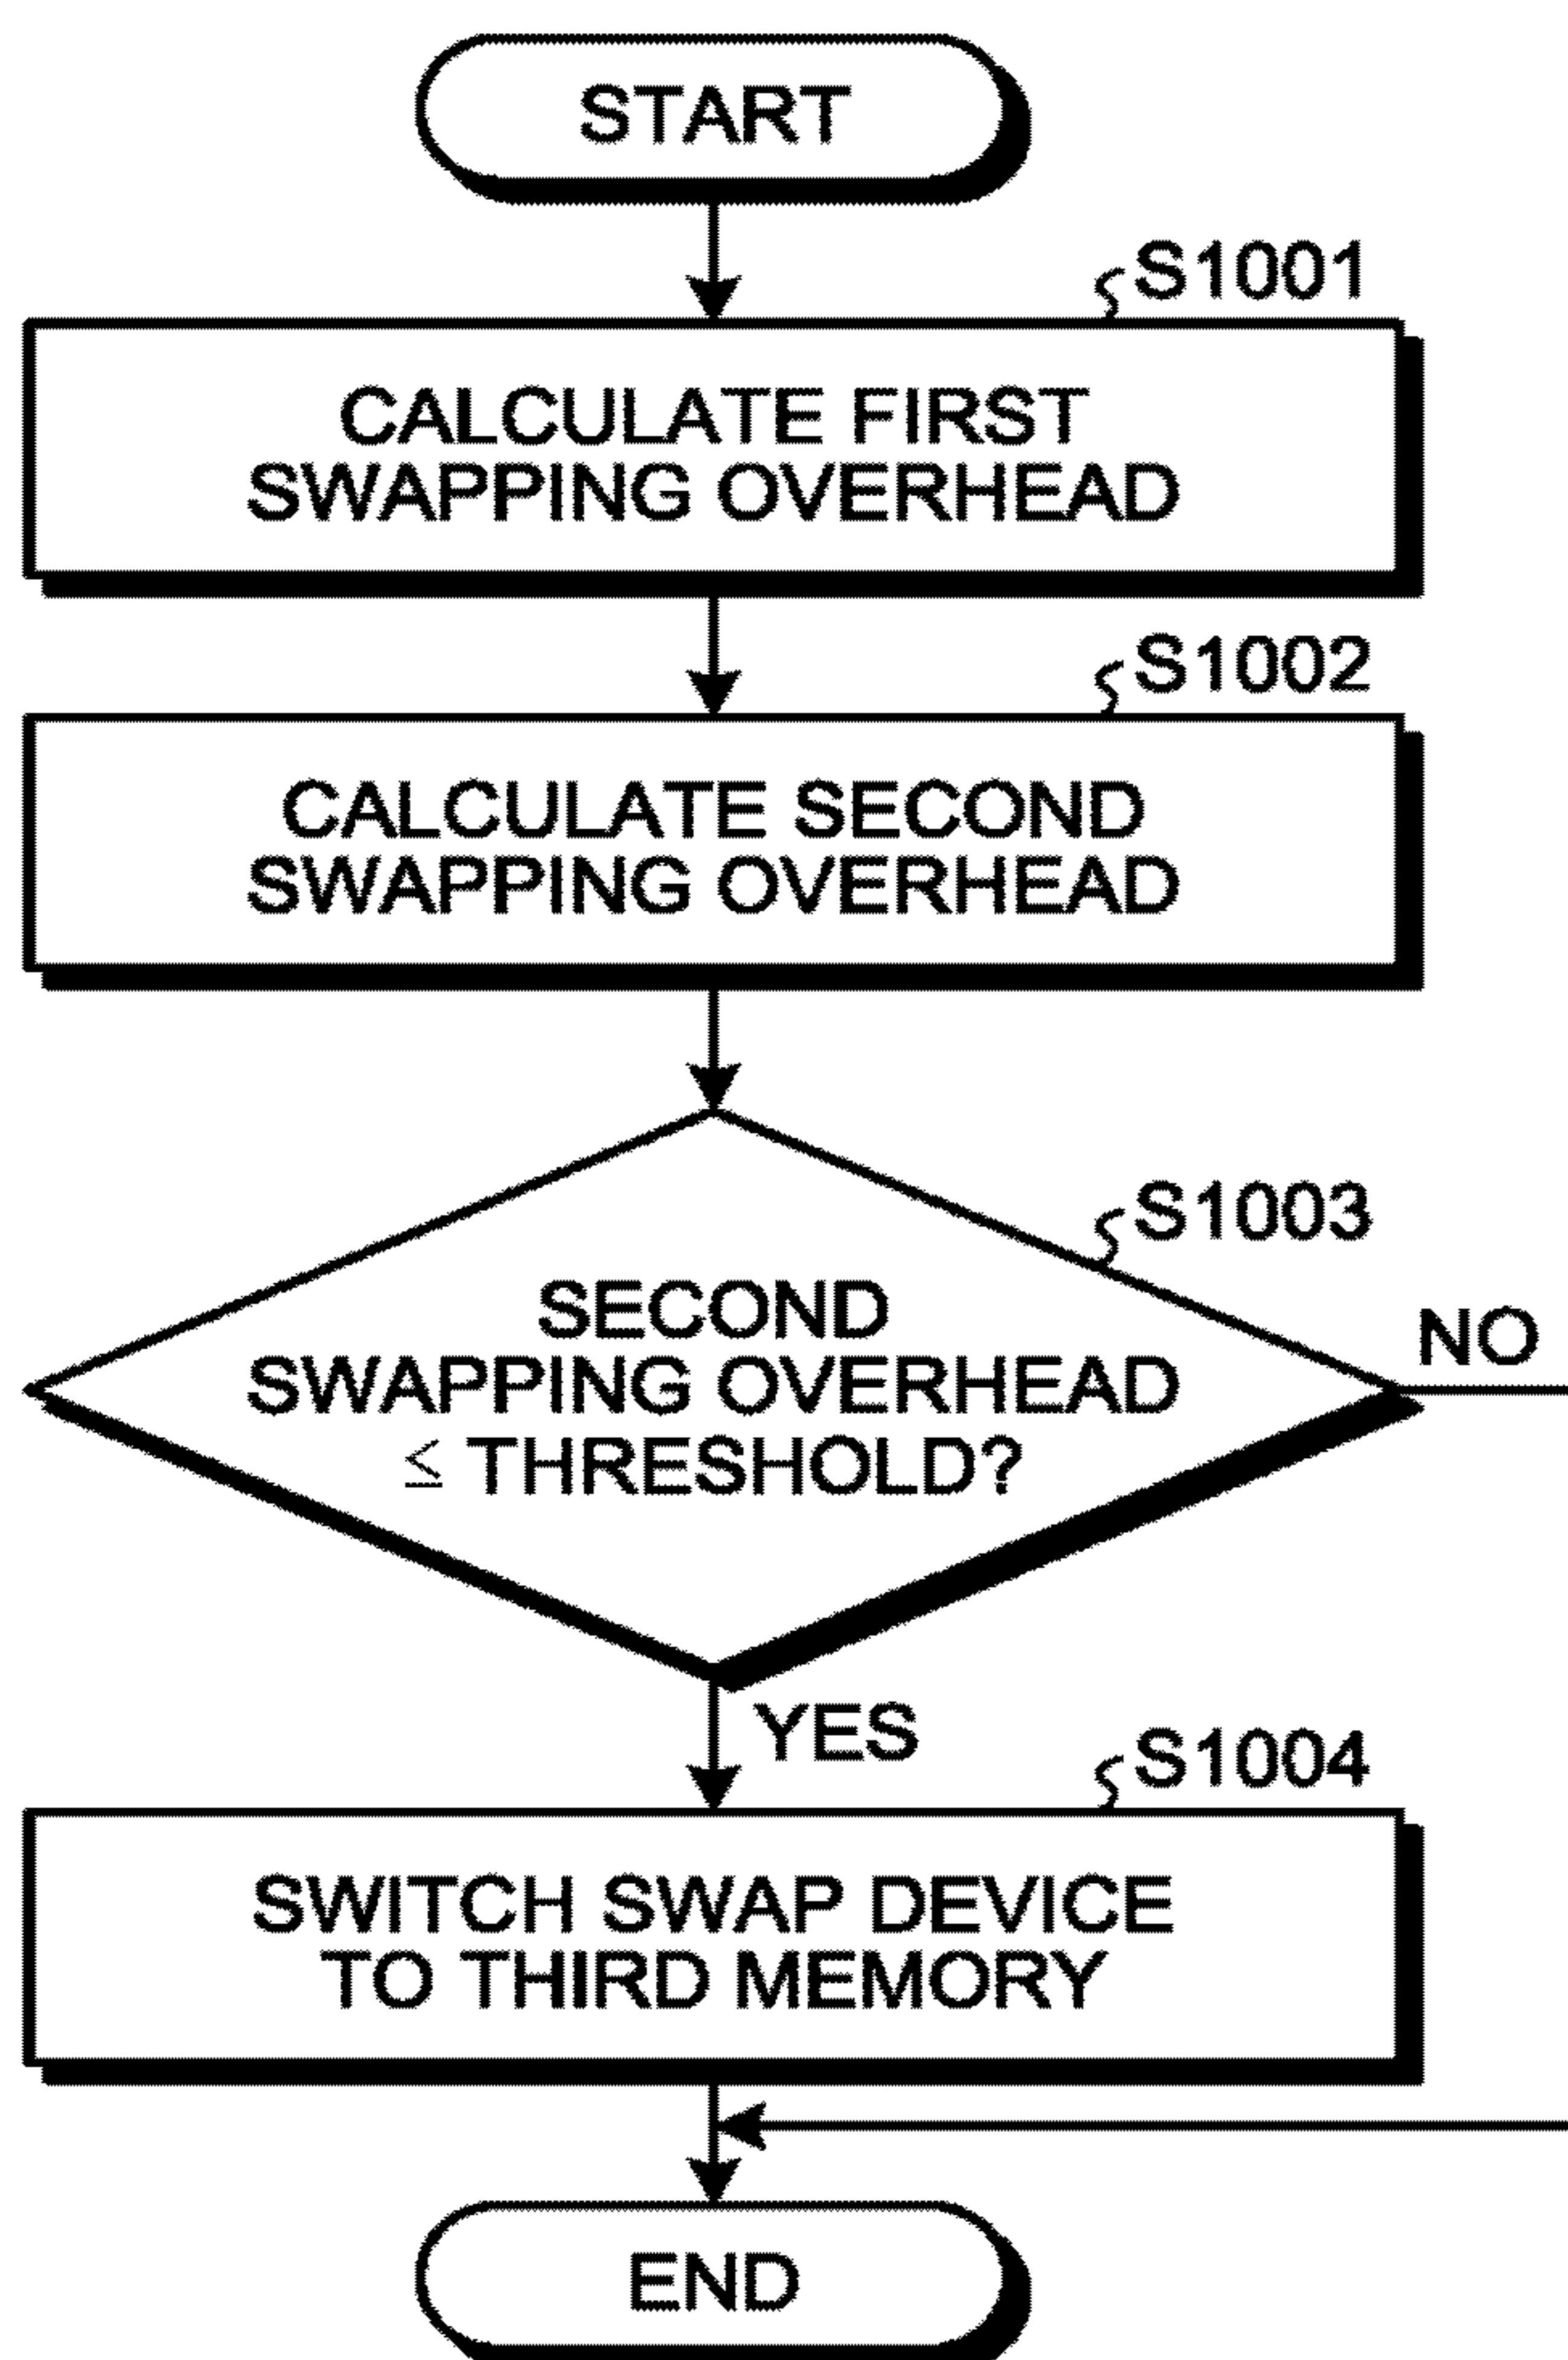 START
S1001
CALCULATE FIRST
SWAPPING OVERHEAD
S1002
CALCULATE SECOND
SWAPPING OVERHEAD
S1003
SECOND
SWAPPING OVERHEAD
≤ THRESHOLD?
NO
YES
S1004
SWITCH SWAP DEVICE
TO THIRD MEMORY
END